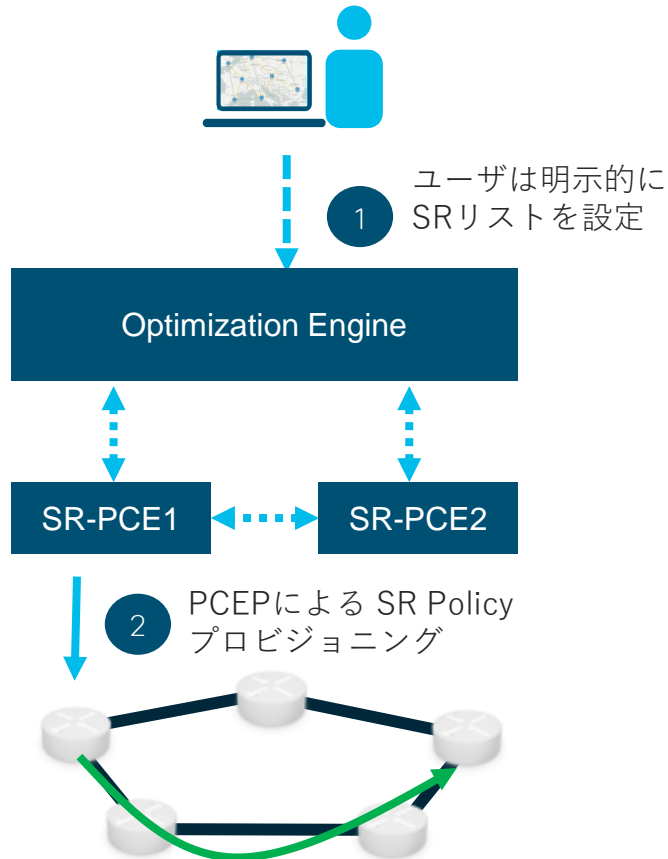 1
ユーザは明示的に
SRリストを設定
Optimization Engine
SR-PCE1
SR-PCE2
2
PCEPによる SR Policy
プロビジョニング